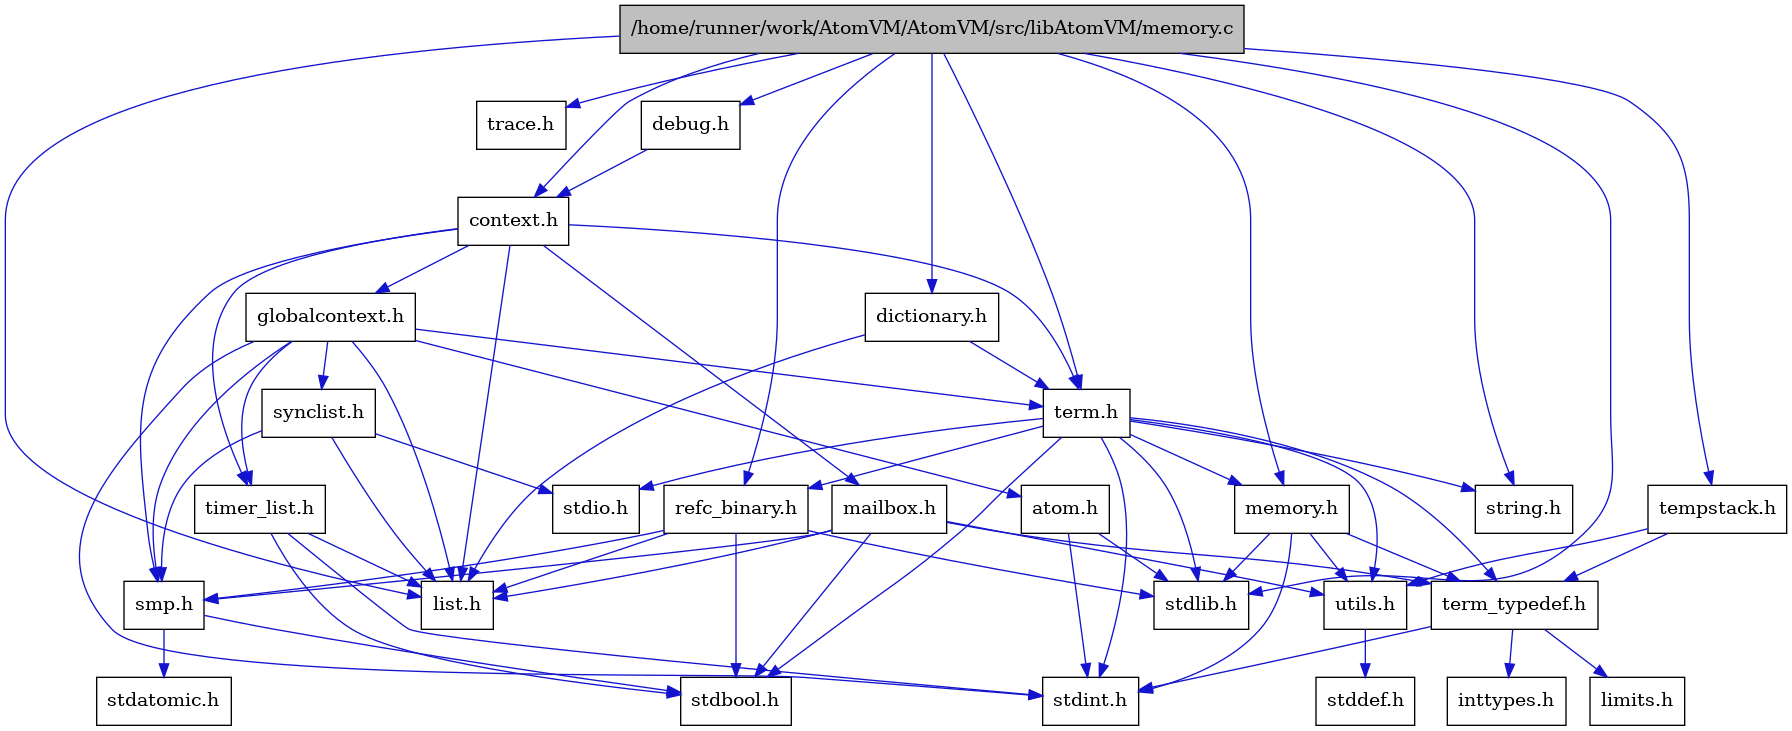 /home/runner/work/AtomVM/AtomVM/src/libAtomVM/memory.c
trace.h
debug.h
context.h
globalcontext.h
dictionary.h
synclist.h
term.h
timer_list.h
stdio.h
refc_binary.h
mailbox.h
atom.h
memory.h
string.h
tempstack.h
smp.h
list.h
stdlib.h
utils.h
term_typedef.h
stdatomic.h
stdbool.h
stdint.h
stddef.h
inttypes.h
limits.h